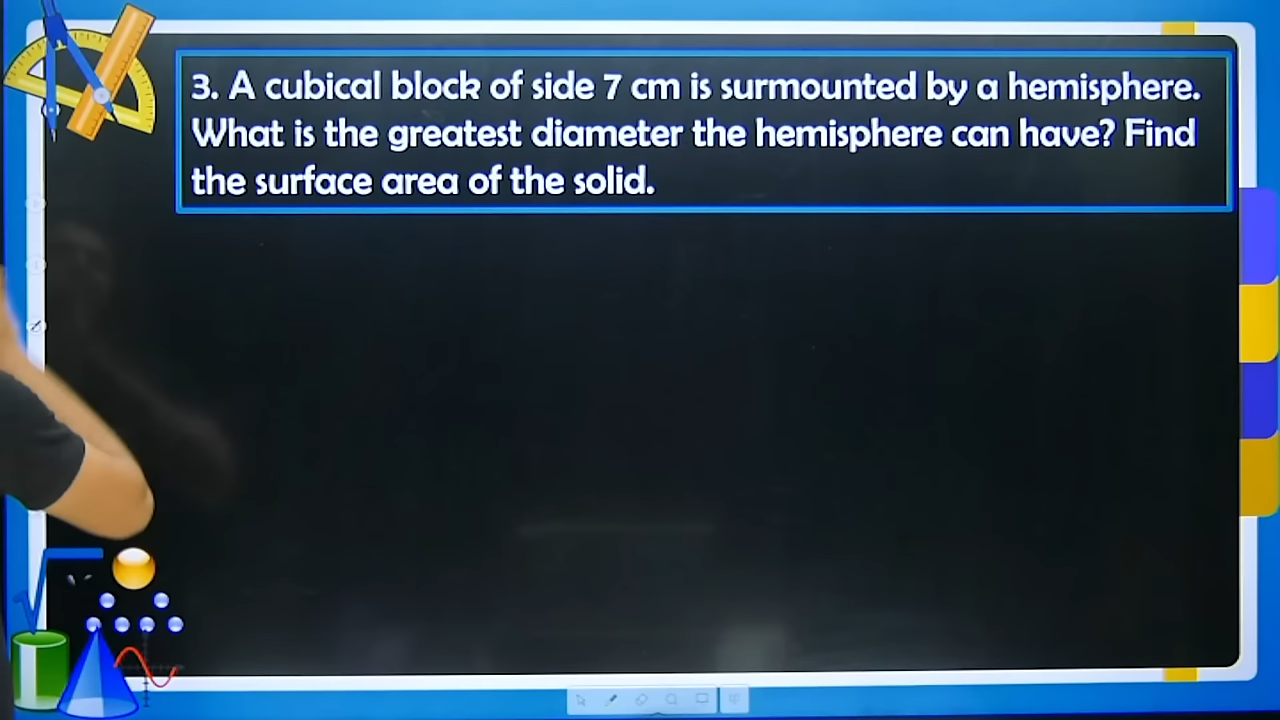 3. A cubical block of side 7 cm is surmounted by a hemisphere.
What is the greatest diameter the hemisphere can have? Find
the surface area of the solid.